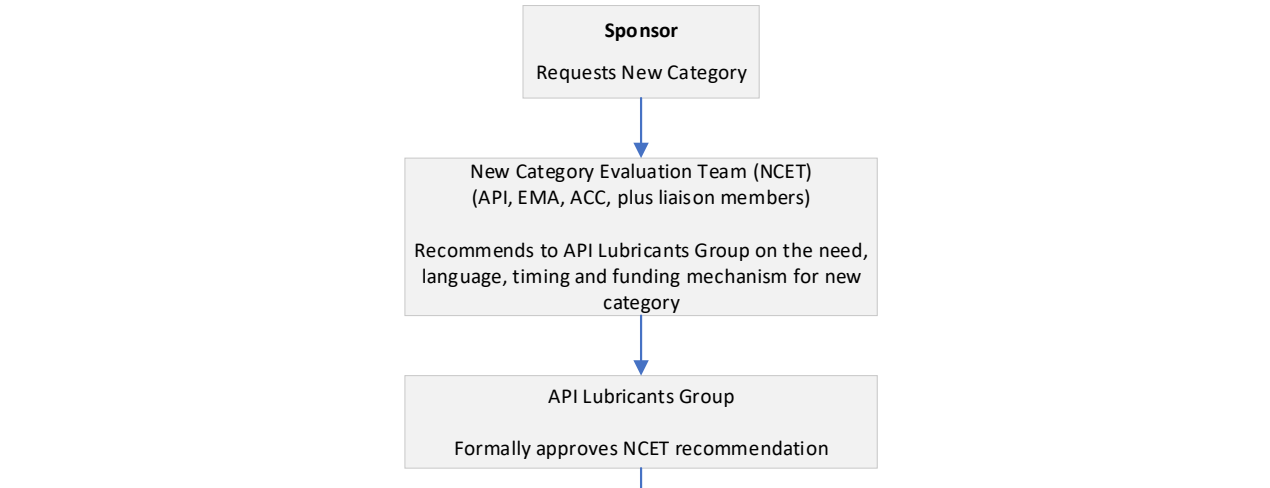 Sponsor
Requests New Category
New Category Evaluation Team (NCET)
(API, EMA, ACC, plus liaison members)
Recommends to API Lubricants Group on the need,
language, timing and funding mechanism for new
category
API Lubricants Group
Formally approves NCET recommendation